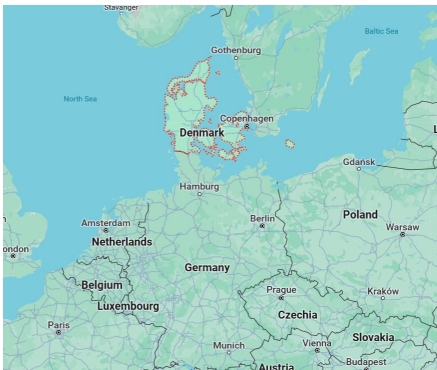 Stavanger
Baltic Sea
Gothenburg
North Sea
Copenhagen
Denmark
Gdańsk
Hamburg
Amsterdam
Berlin
Poland
Warsaw
Netherlands
ondon
Germany
Belgium
Prague
Kraków
Luxembourg
Czechia
Paris
Slovakia
Munich
Vienna
Budapest
Austria
L